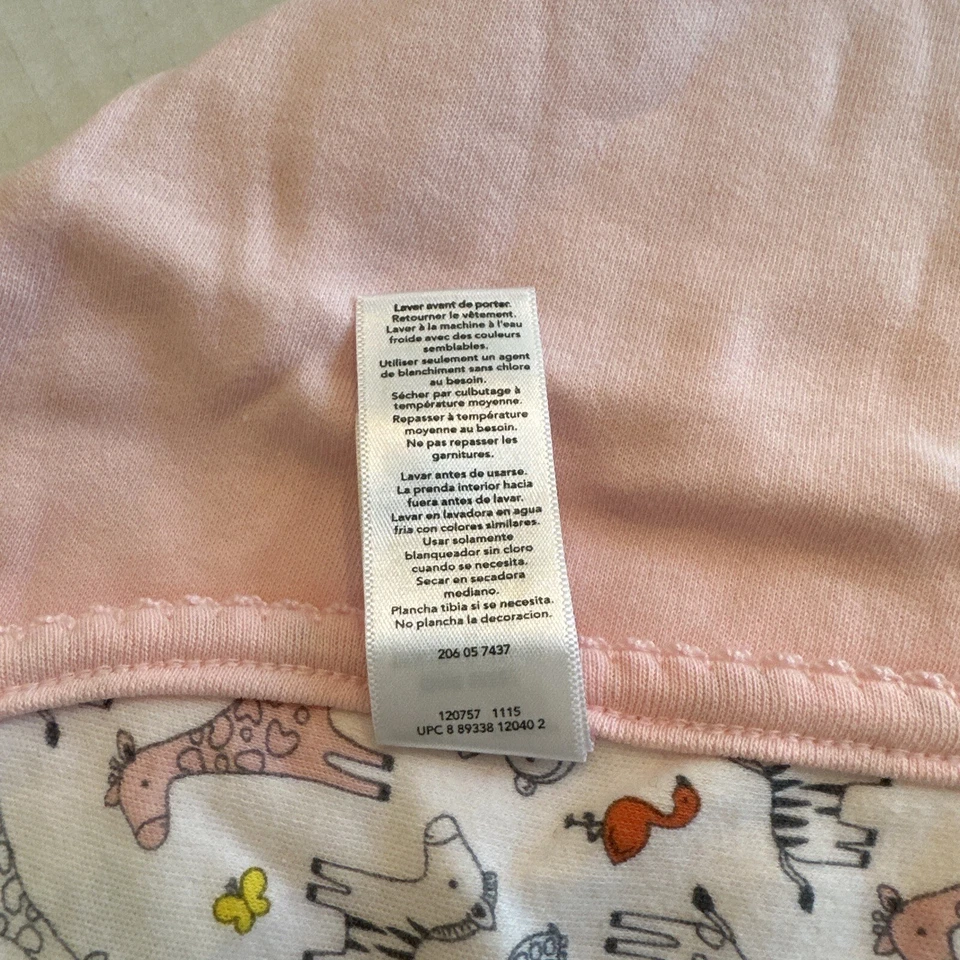 Laver avant de porter.
Retourner le vêtement.
Laver à la machine à l'eau
froide avec des couleurs
semblables.
Utiliser seulement un agent
de blanchiment sans chlore
au besoin.
Sécher par culbutage à
température moyenne.
Repasser à température
moyenne au besoin.
Ne pas repasser les
garnitures.
Lavar antes de usarse.
La prenda interior hacia
fuera antes de lavar.
Lavar en lavadora en agua
fria con colores similares.
Usar solamente
blanqueador sin cloro
cuando se necesita.
Secar en secadora
mediano.
Plancha tibia si se necesita.
No plancha la decoracion.
206 05 7437
120757 1115
UPC 8 89338 12040 2